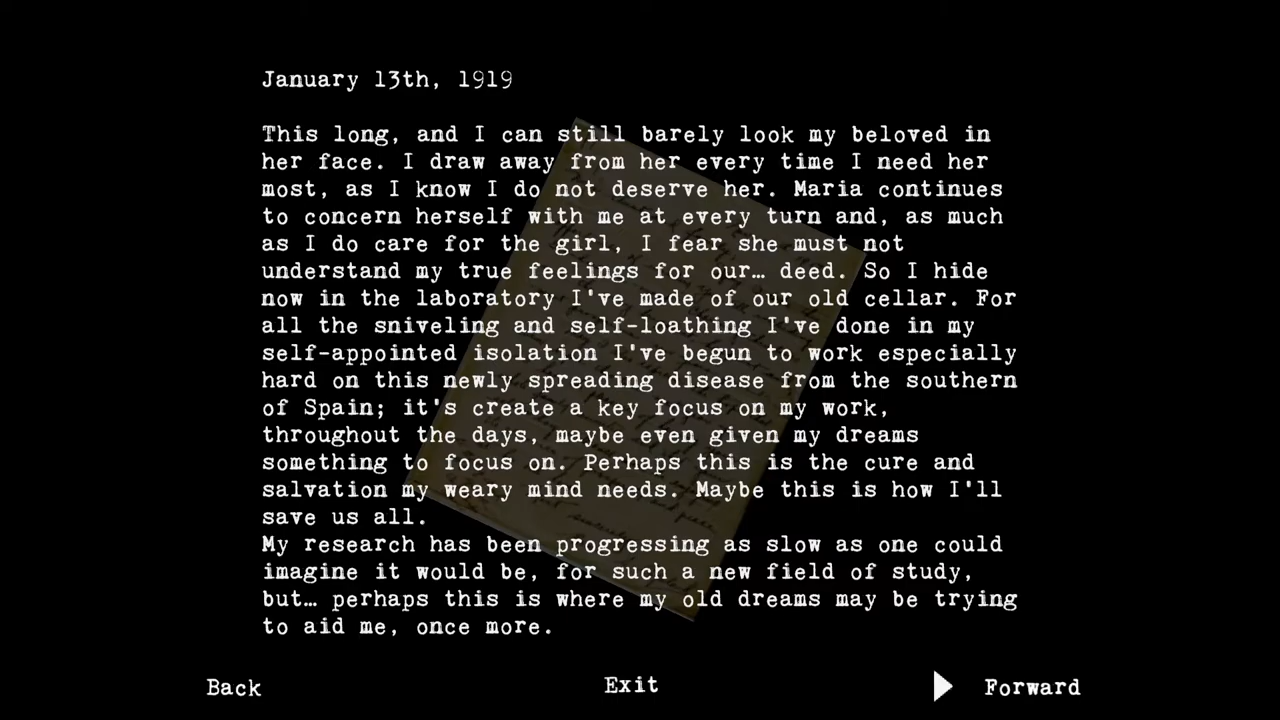 January 13th, 1919
This long, and I can still barely look my beloved in
her face. I draw away from her every time I need her
most, as I know I do not deserve her. Maria continues
to concern herself with me at every turn and, as much
as I do care for the girl, I fear she must not
understand my true feelings for our… deed. So I hide
now in the laboratory I've made of our old cellar. For
all the sniveling and self-loathing I've done in my
self-appointed isolation I've begun to work especially
hard on this newly spreading disease from the southern
of Spain; it's create a key focus on my work,
throughout the days, maybe even given my dreams
something to focus on. Perhaps this is the cure and
salvation my weary mind needs. Maybe this is how I'll
save us all.
My research has been progressing as slow as one could
imagine it would be, for such a new field of study,
but… perhaps this is where my old dreams may be trying
to aid me, once more.
Back Exit Forward